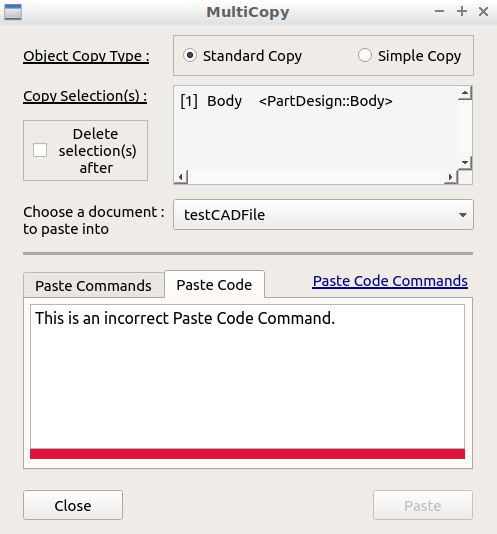 MultiCopy
Object Copy Type :
Standard Copy
Simple Copy
Copy Selection(s) :
[1] Body <PartDesign::Body>
Delete
selection(s)
after
Choose a document :
to paste into
testCADFile
Paste Commands
Paste Code
Paste Code Commands
This is an incorrect Paste Code Command.
Close
Paste